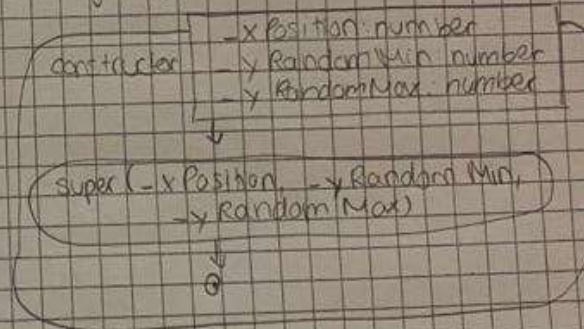 _xPosition: number
constructor
_yRandomMin: number
_yRandomMax: number
super(_xPosition, _yRandomMin,
_yRandomMax)